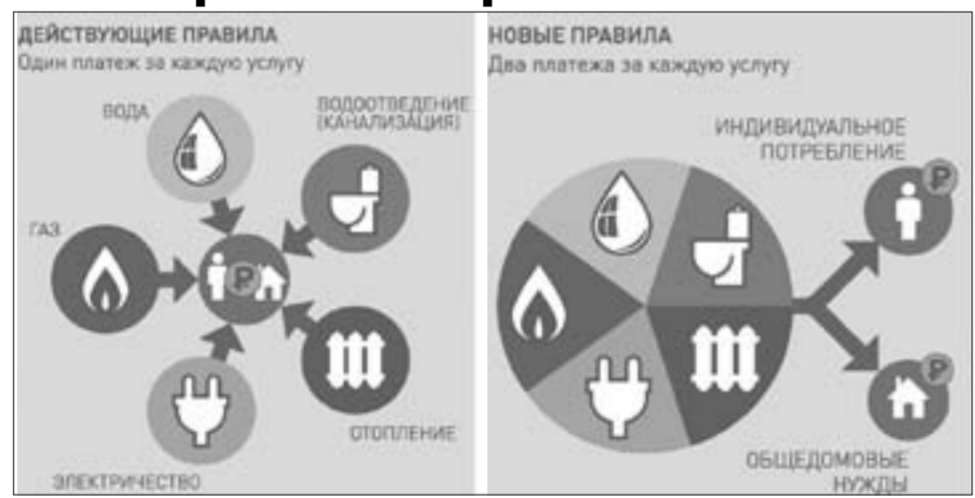 ДЕЙСТВУЮЩИЕ ПРАВИЛА
Один платеж за каждую услугу
ВОДА
ВОДООТВЕДЕНИЕ
(КАНАЛИЗАЦИЯ)
ГАЗ
ОТОПЛЕНИЕ
ЭЛЕКТРИЧЕСТВО
НОВЫЕ ПРАВИЛА
Два платежа за каждую услугу
ИНДИВИДУАЛЬНОЕ
ПОТРЕБЛЕНИЕ
ОБЩЕДОМОВЫЕ
НУЖДЫ